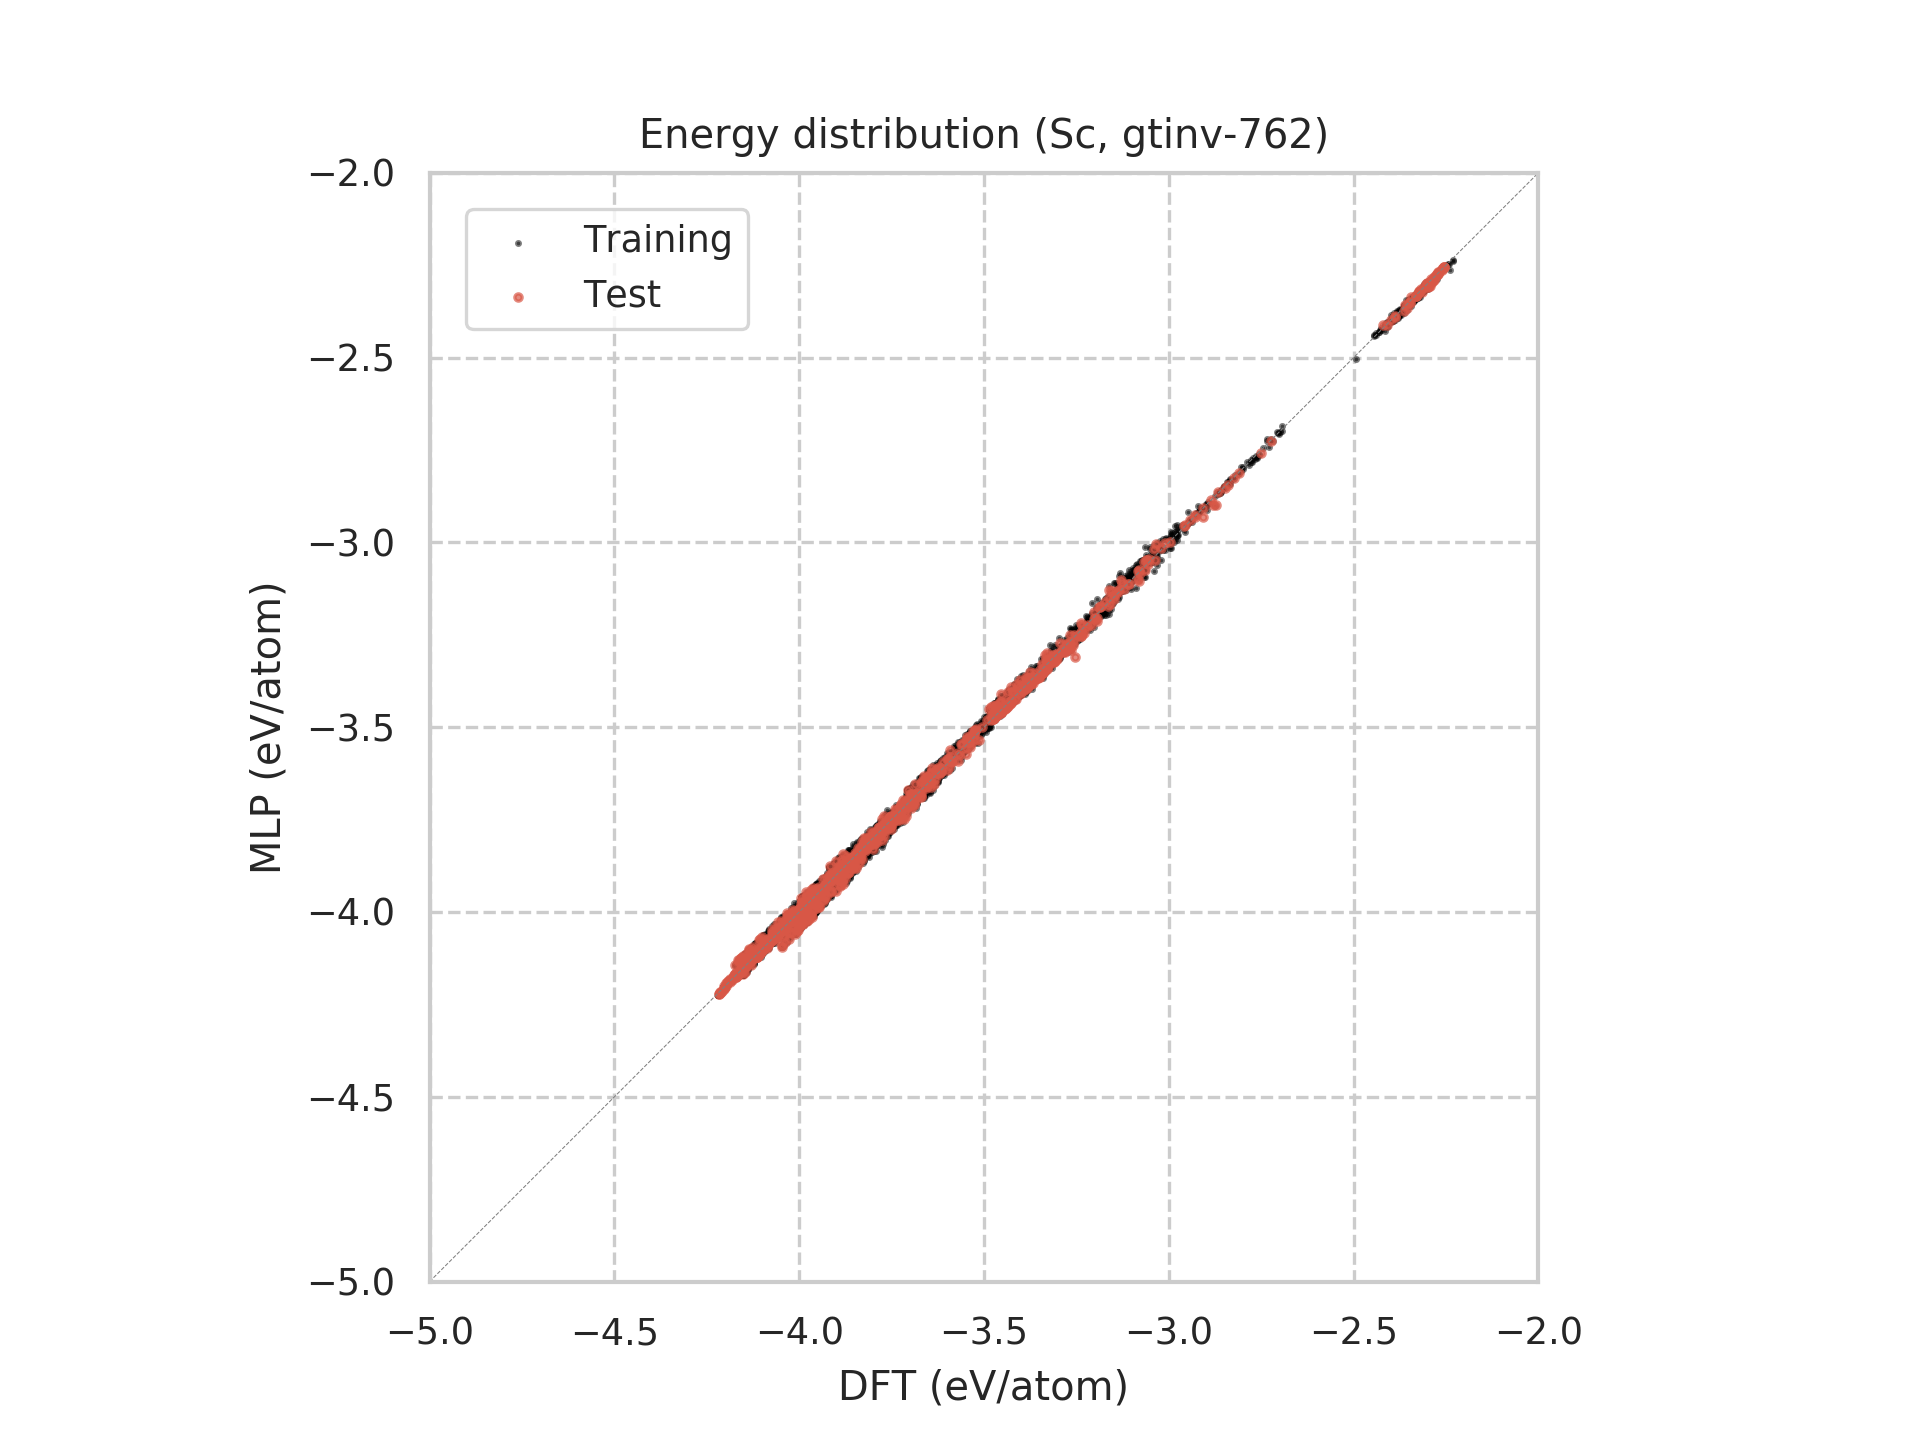 Energy distribution (Sc, gtinv-762)
−2.0
−2.5
−3.0
−3.5
−4.0
−4.5
−5.0
MLP (eV/atom)
Training
Test
−5.0 −4.5 −4.0 −3.5 −3.0 −2.5 −2.0
DFT (eV/atom)